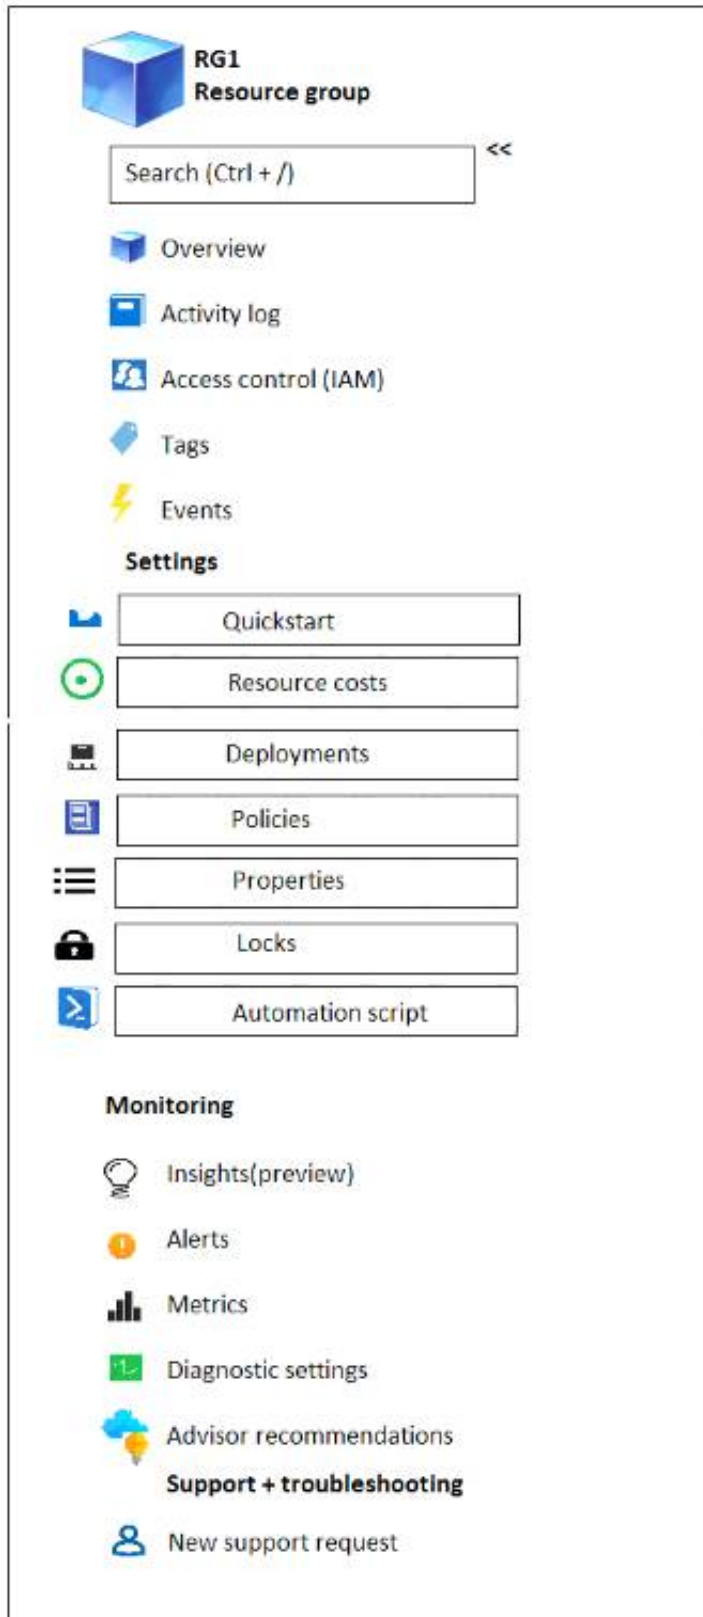 RG1
Resource group
<<
Search (Ctrl + /)
Overview
Activity log
Access control (IAM)
Tags
Events
Settings
Quickstart
Resource costs
Deployments
Policies
Properties
Locks
Automation script
Monitoring
Insights(preview)
Alerts
Metrics
Diagnostic settings
Advisor recommendations
Support + troubleshooting
New support request